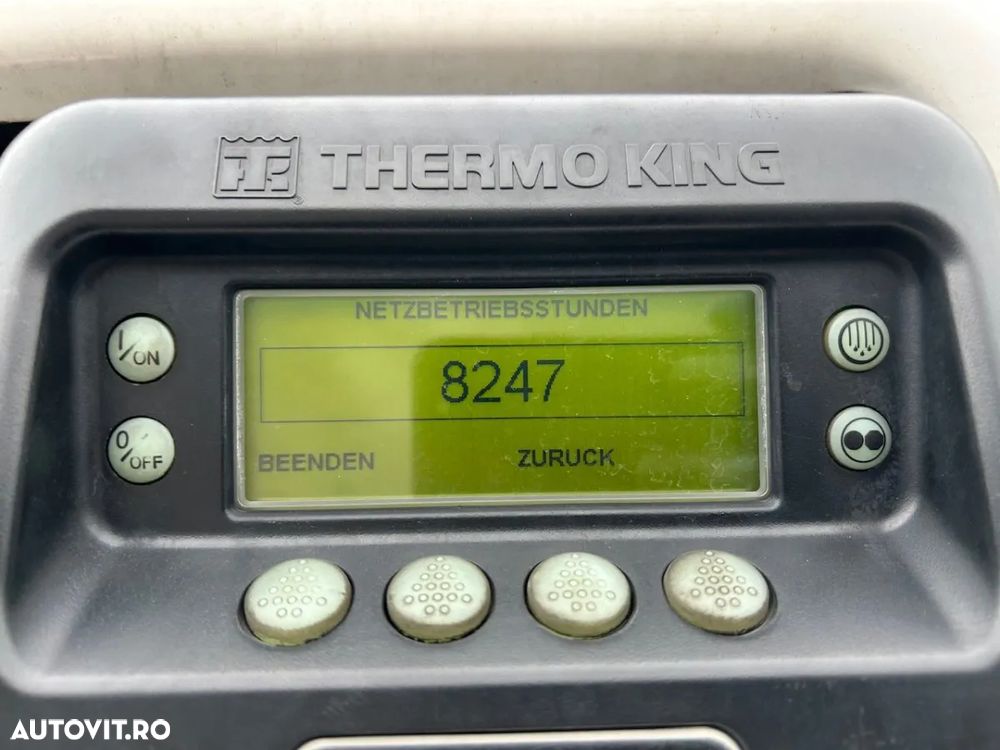 THERMO KING
NETZBETRIEBSSTUNDEN
I/ON
8247
0/OFF
BEENDEN ZURUCK
AUTOVIT.RO